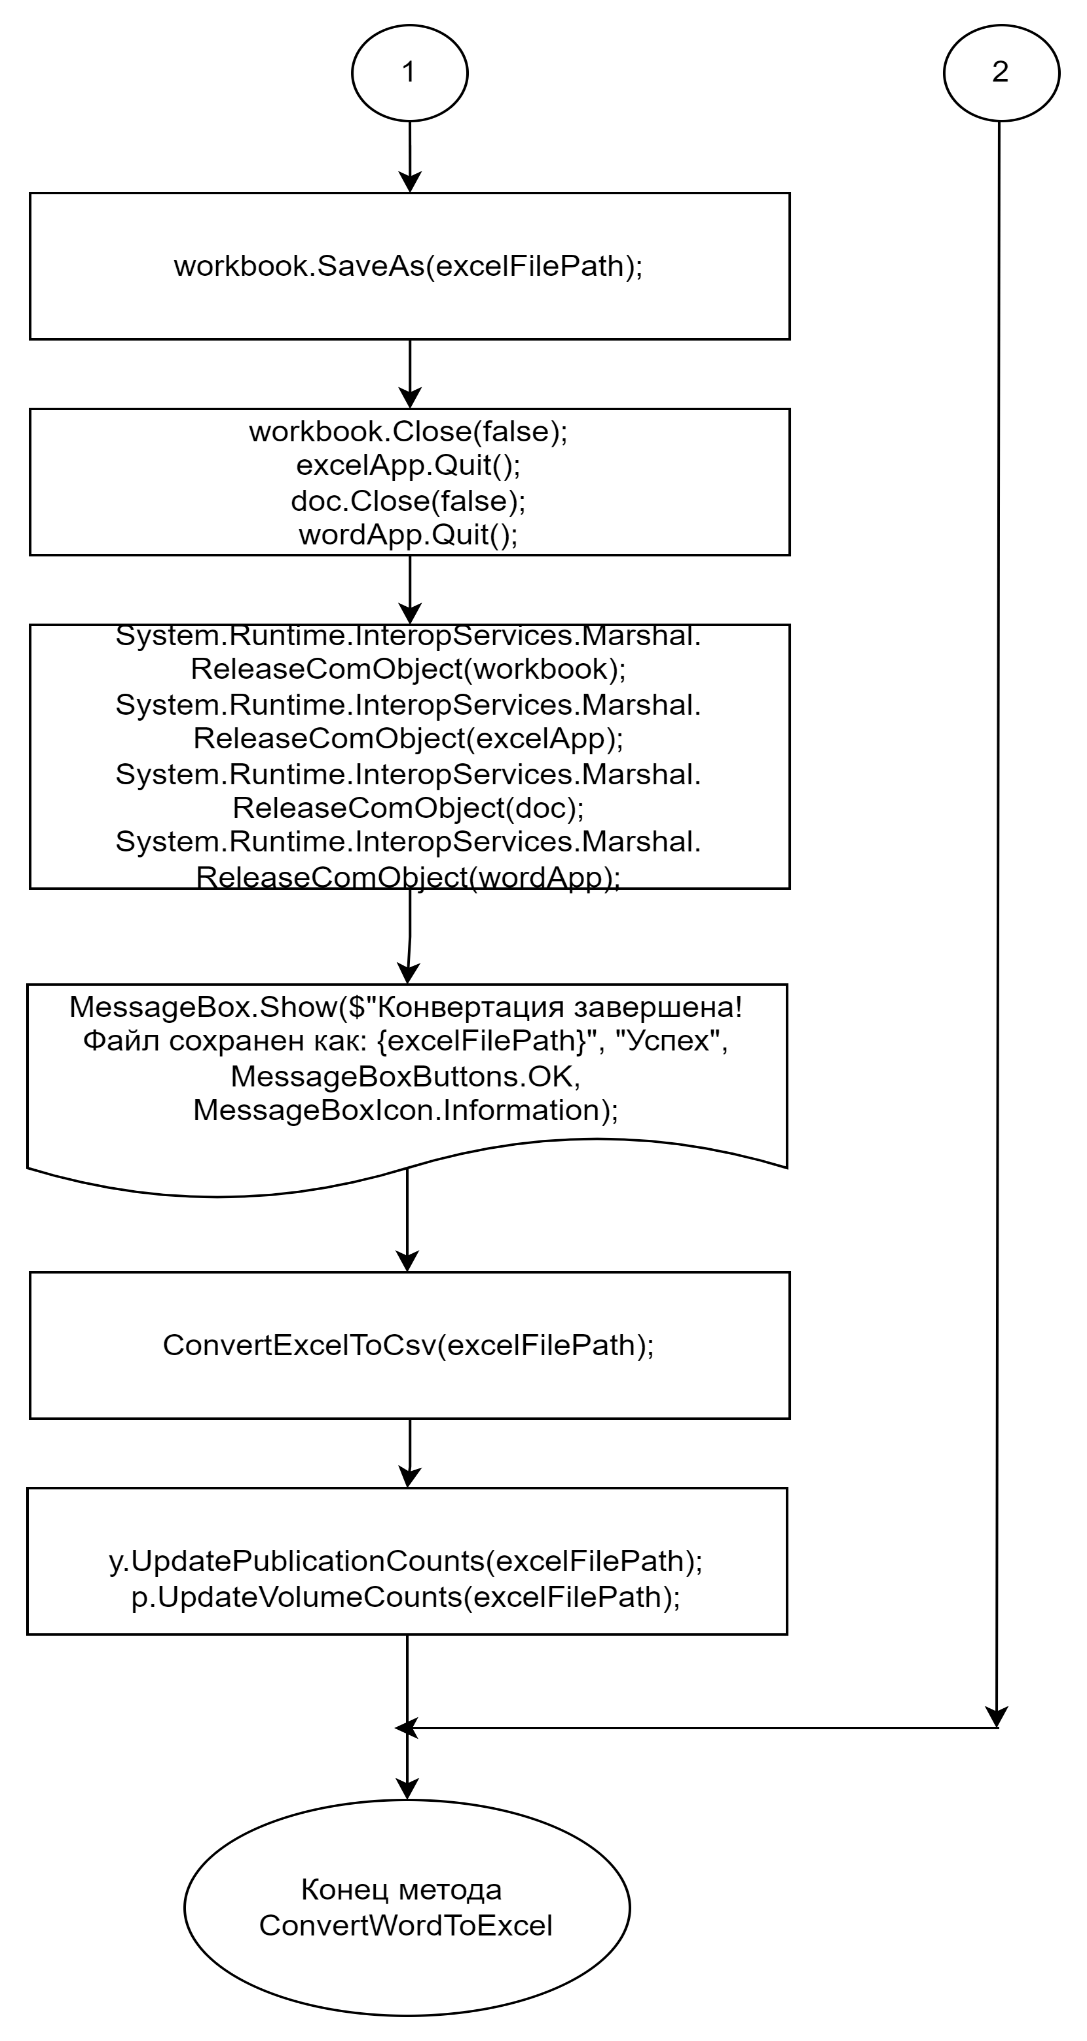 1
2
workbook.SaveAs(excelFilePath);
workbook.Close(false);
excelApp.Quit();
doc.Close(false);
wordApp.Quit();
System.Runtime.InteropServices.Marshal.
ReleaseComObject(workbook);
System.Runtime.InteropServices.Marshal.
ReleaseComObject(excelApp);
System.Runtime.InteropServices.Marshal.
ReleaseComObject(doc);
System.Runtime.InteropServices.Marshal.
ReleaseComObject(wordApp);
MessageBox.Show($"Конвертация завершена!
Файл сохранен как: {excelFilePath}", "Успех",
MessageBoxButtons.OK,
MessageBoxIcon.Information);
ConvertExcelToCsv(excelFilePath);
y.UpdatePublicationCounts(excelFilePath);
p.UpdateVolumeCounts(excelFilePath);
Конец метода
ConvertWordToExcel